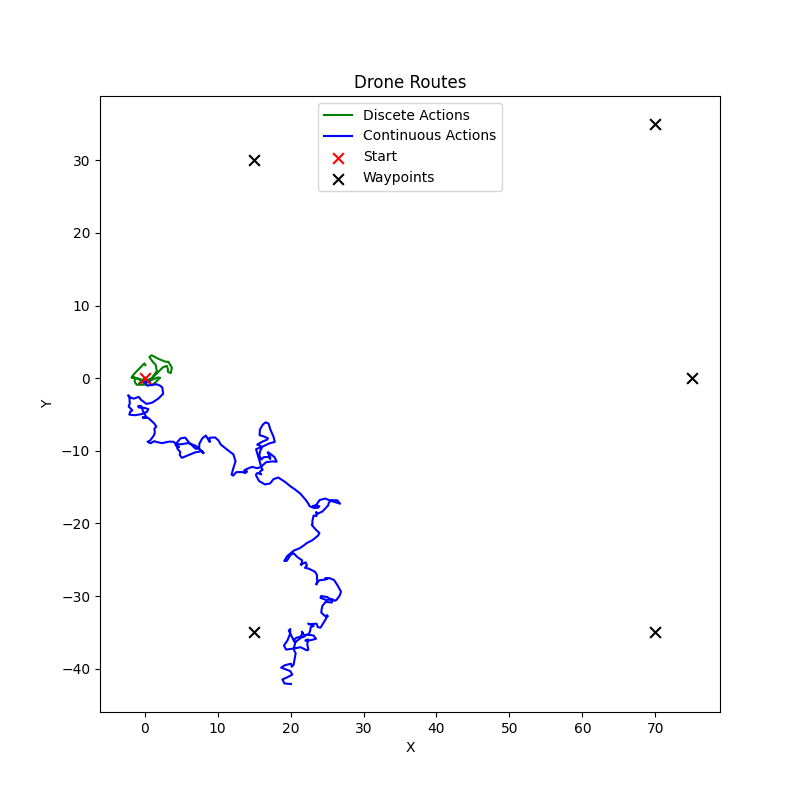 Drone Routes
Discete Actions
Continuous Actions
Start
Waypoints
30
20
10
0
−10
−20
−30
−40
Y
0 10 20 30 40 50 60 70
X